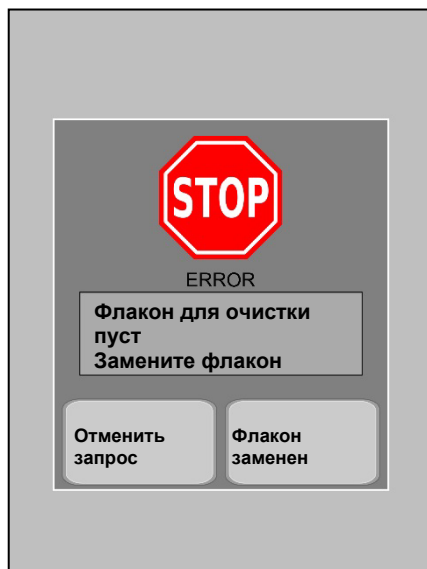 STOP
ERROR
Флакон для очистки
пуст
Замените флакон
Отменить
запрос
Флакон
заменен